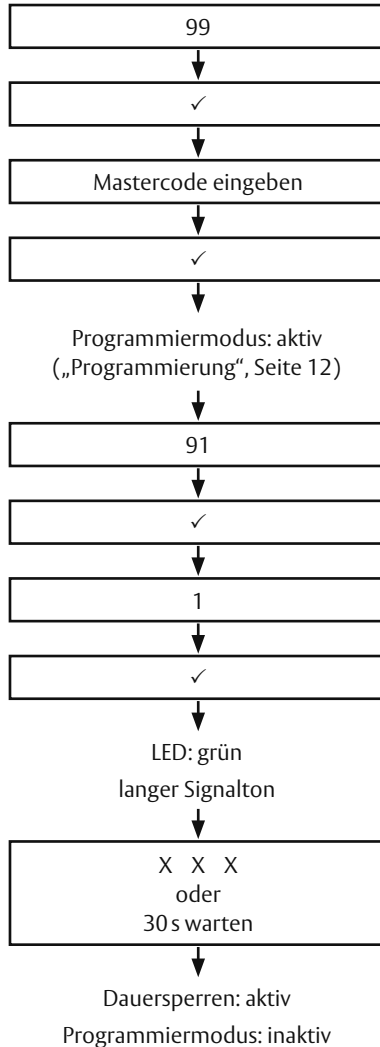 99
✓
Mastercode eingeben
✓
Programmiermodus: aktiv
(„Programmierung“, Seite 12)
91
✓
1
✓
LED: grün
langer Signalton
X X X
oder
30 s warten
Dauersperren: aktiv
Programmiermodus: inaktiv